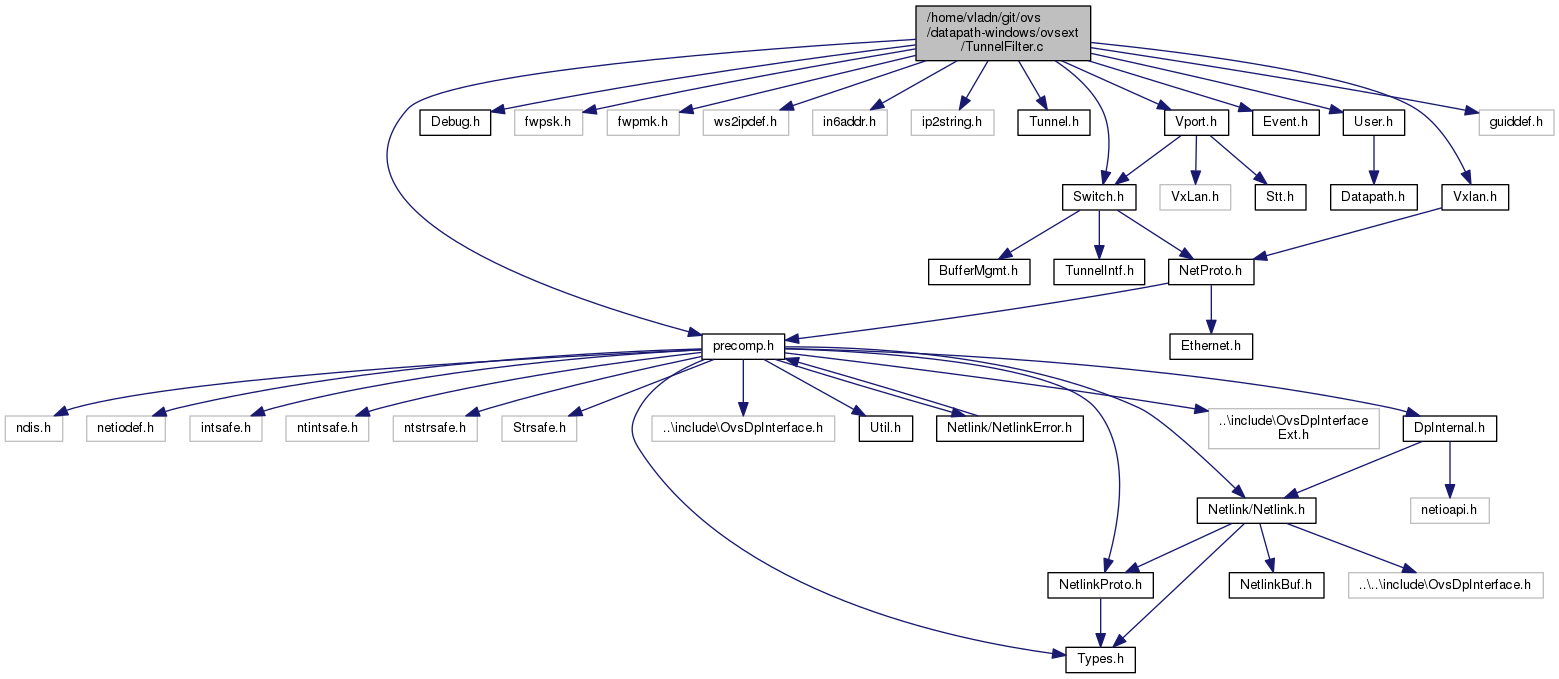 /home/vladn/git/ovs
/datapath-windows/ovsext
/TunnelFilter.c
Debug.h
fwpsk.h
fwpmk.h
ws2ipdef.h
in6addr.h
ip2string.h
Tunnel.h
Vport.h
Event.h
User.h
guiddef.h
Switch.h
VxLan.h
Stt.h
Datapath.h
Vxlan.h
BufferMgmt.h
TunnelIntf.h
NetProto.h
precomp.h
Ethernet.h
ndis.h
netiodef.h
intsafe.h
ntintsafe.h
ntstrsafe.h
Strsafe.h
..\include\OvsDpInterface.h
Util.h
Netlink/NetlinkError.h
..\include\OvsDpInterface
Ext.h
DpInternal.h
Netlink/Netlink.h
netioapi.h
NetlinkProto.h
NetlinkBuf.h
..\..\include\OvsDpInterface.h
Types.h